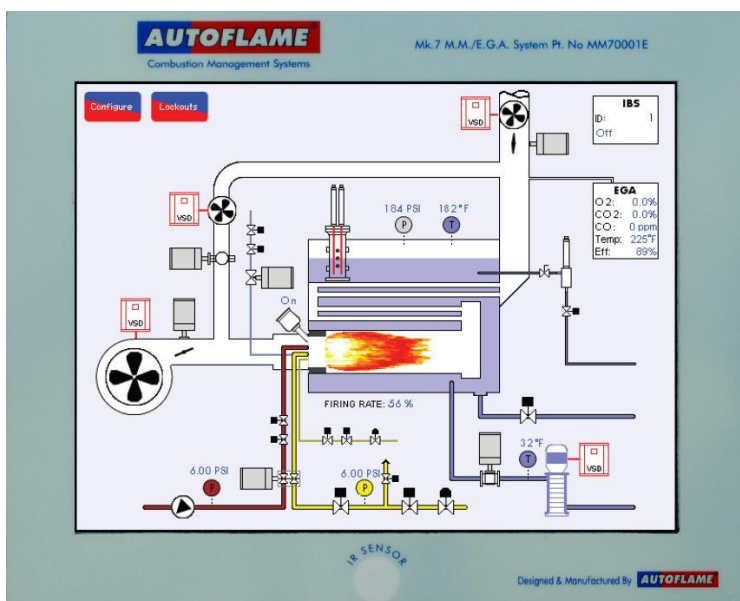 AUTOFLAME®
Combustion Management Systems
Mk.7 M.M./E.G.A. System Pt. No MM70001E
Configure
Lockouts
VSD
IBS
ID: 1
Off
VSD
184 PSI
182°F
P
T
EGA
O2: 0.0%
CO2: 0.0%
CO: 0 ppm
Temp: 225°F
Eff: 89%
On
VSD
FIRING RATE: 56 %
32°F
T
VSD
6.00 PSI
P
6.00 PSI
P
IR SENSOR
Designed & Manufactured By AUTOFLAME